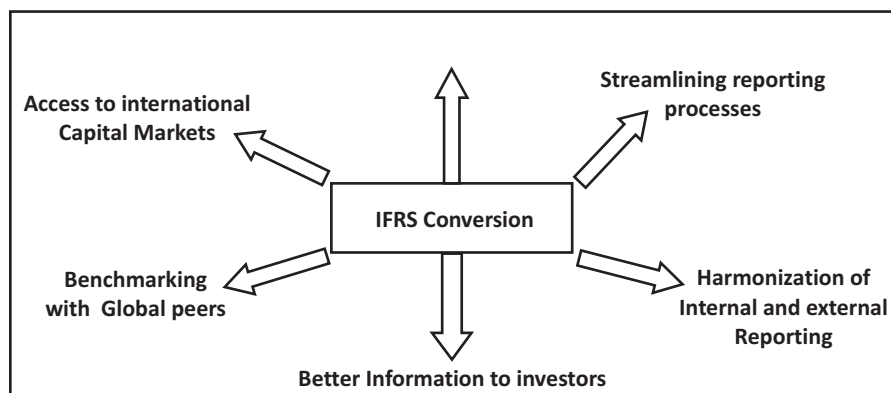 Streamlining reporting
processes
Access to international
Capital Markets
IFRS Conversion
Benchmarking
with Global peers
Harmonization of
Internal and external
Reporting
Better Information to investors